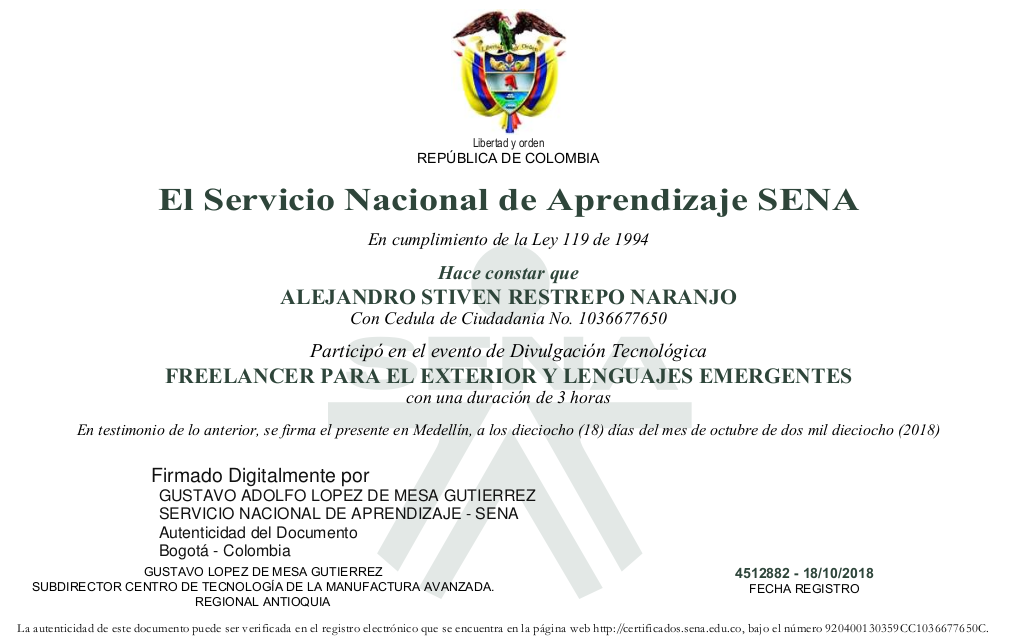 Libertad y Orden
Libertad y orden
REPÚBLICA DE COLOMBIA
El Servicio Nacional de Aprendizaje SENA
En cumplimiento de la Ley 119 de 1994
Hace constar que
ALEJANDRO STIVEN RESTREPO NARANJO
Con Cedula de Ciudadania No. 1036677650
SENA
Participó en el evento de Divulgación Tecnológica
FREELANCER PARA EL EXTERIOR Y LENGUAJES EMERGENTES
con una duración de 3 horas
En testimonio de lo anterior, se firma el presente en Medellín, a los dieciocho (18) días del mes de octubre de dos mil dieciocho (2018)
Firmado Digitalmente por
GUSTAVO ADOLFO LOPEZ DE MESA GUTIERREZ
SERVICIO NACIONAL DE APRENDIZAJE - SENA
Autenticidad del Documento
Bogotá - Colombia
GUSTAVO LOPEZ DE MESA GUTIERREZ
SUBDIRECTOR CENTRO DE TECNOLOGÍA DE LA MANUFACTURA AVANZADA.
REGIONAL ANTIOQUIA
4512882 - 18/10/2018
FECHA REGISTRO
La autenticidad de este documento puede ser verificada en el registro electrónico que se encuentra en la página web http://certificados.sena.edu.co, bajo el número 920400130359CC1036677650C.